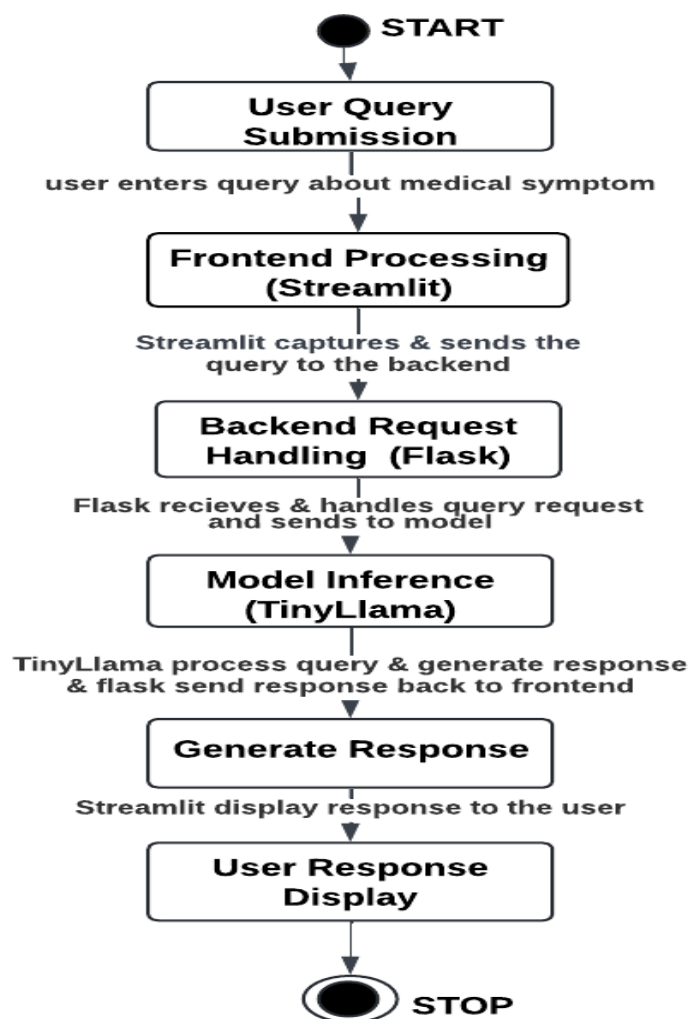 START
User Query
Submission
user enters query about medical symptom
Frontend Processing
(Streamlit)
Streamlit captures & sends the
query to the backend
Backend Request
Handling (Flask)
Flask recieves & handles query request
and sends to model
Model Inference
(TinyLlama)
TinyLlama process query & generate response
& flask send response back to frontend
Generate Response
Streamlit display response to the user
User Response
Display
STOP